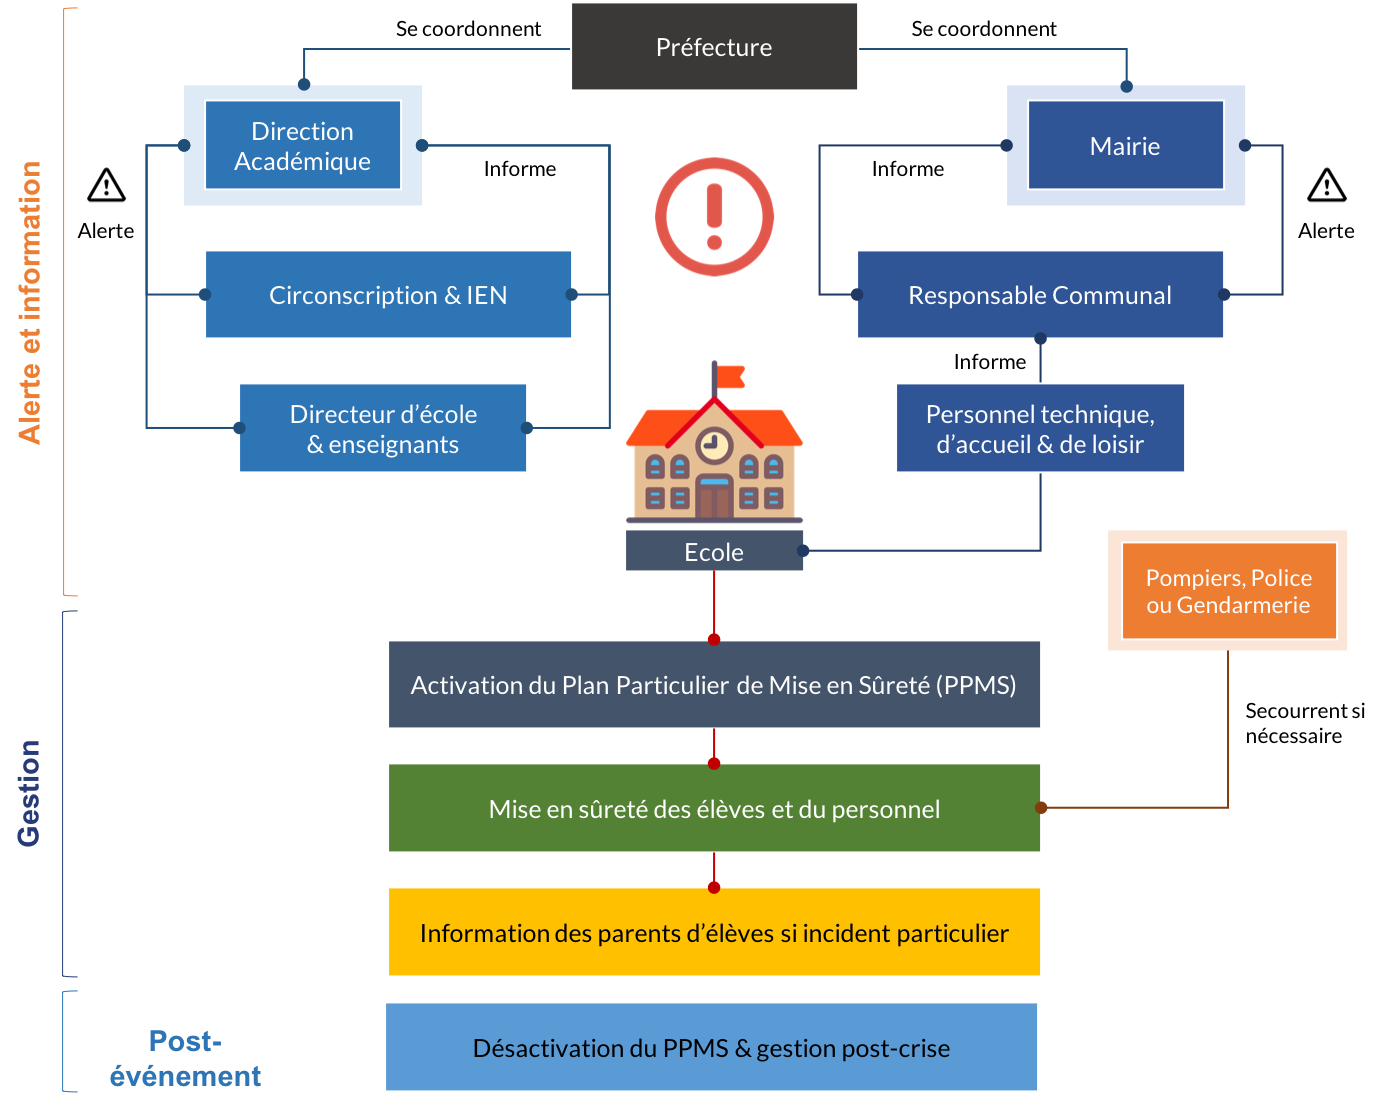 Se coordonnent
Préfecture
Se coordonnent
Direction
Académique
Mairie
Informe
Informe
Alerte
Alerte
Alerte et information
Circonscription & IEN
Responsable Communal
Informe
Directeur d’école
& enseignants
Personnel technique,
d’accueil & de loisir
Ecole
Pompiers, Police
ou Gendarmerie
Gestion
Activation du Plan Particulier de Mise en Sûreté (PPMS)
Secourrent si
nécessaire
Mise en sûreté des élèves et du personnel
Information des parents d’élèves si incident particulier
Post-
événement
Désactivation du PPMS & gestion post-crise